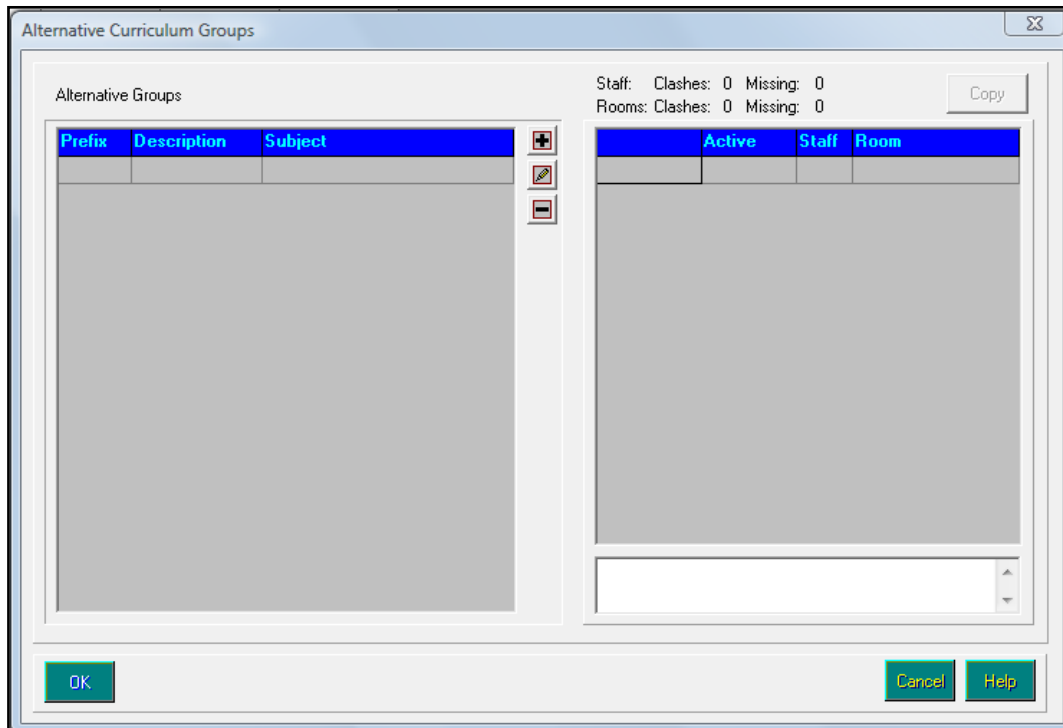 Alternative Curriculum Groups
Alternative Groups
Staff: Clashes: 0 Missing: 0
Rooms: Clashes: 0 Missing: 0
Copy
Prefix Description Subject
Active Staff Room
OK
Cancel
Help